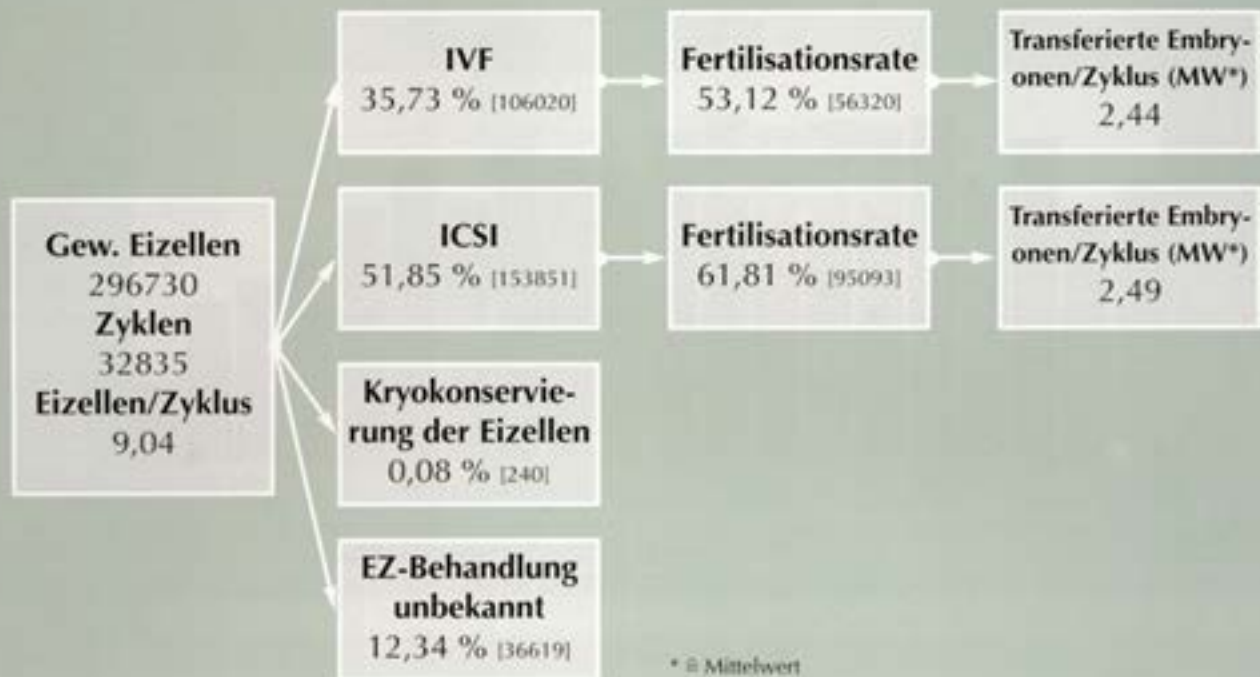 Gew. Eizellen
296730
Zyklen
32835
Eizellen/Zyklus
9,04
IVF
35,73 % [106020]
Fertilisationsrate
53,12 % [56320]
Transferierte Embry-
onen/Zyklus (MW*)
2,44
ICSI
51,85 % [153851]
Fertilisationsrate
61,81 % [95093]
Transferierte Embry-
onen/Zyklus (MW*)
2,49
Kryokonservie-
rung der Eizellen
0,08 % [240]
EZ-Behandlung
unbekannt
12,34 % [36619]
* Mittelwert